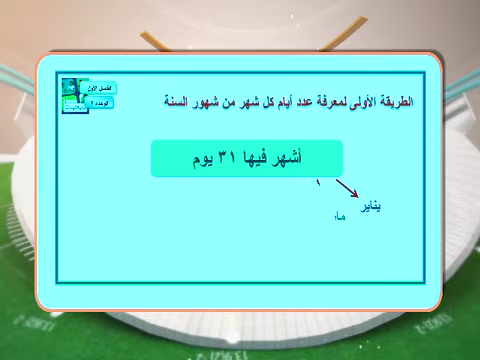 الفصل الأول
الوحدة ٢
الطريقة الأولى لمعرفة عدد أيام كل شهر من شهور السنة
أشهر فيها ٣١ يوم
يناير